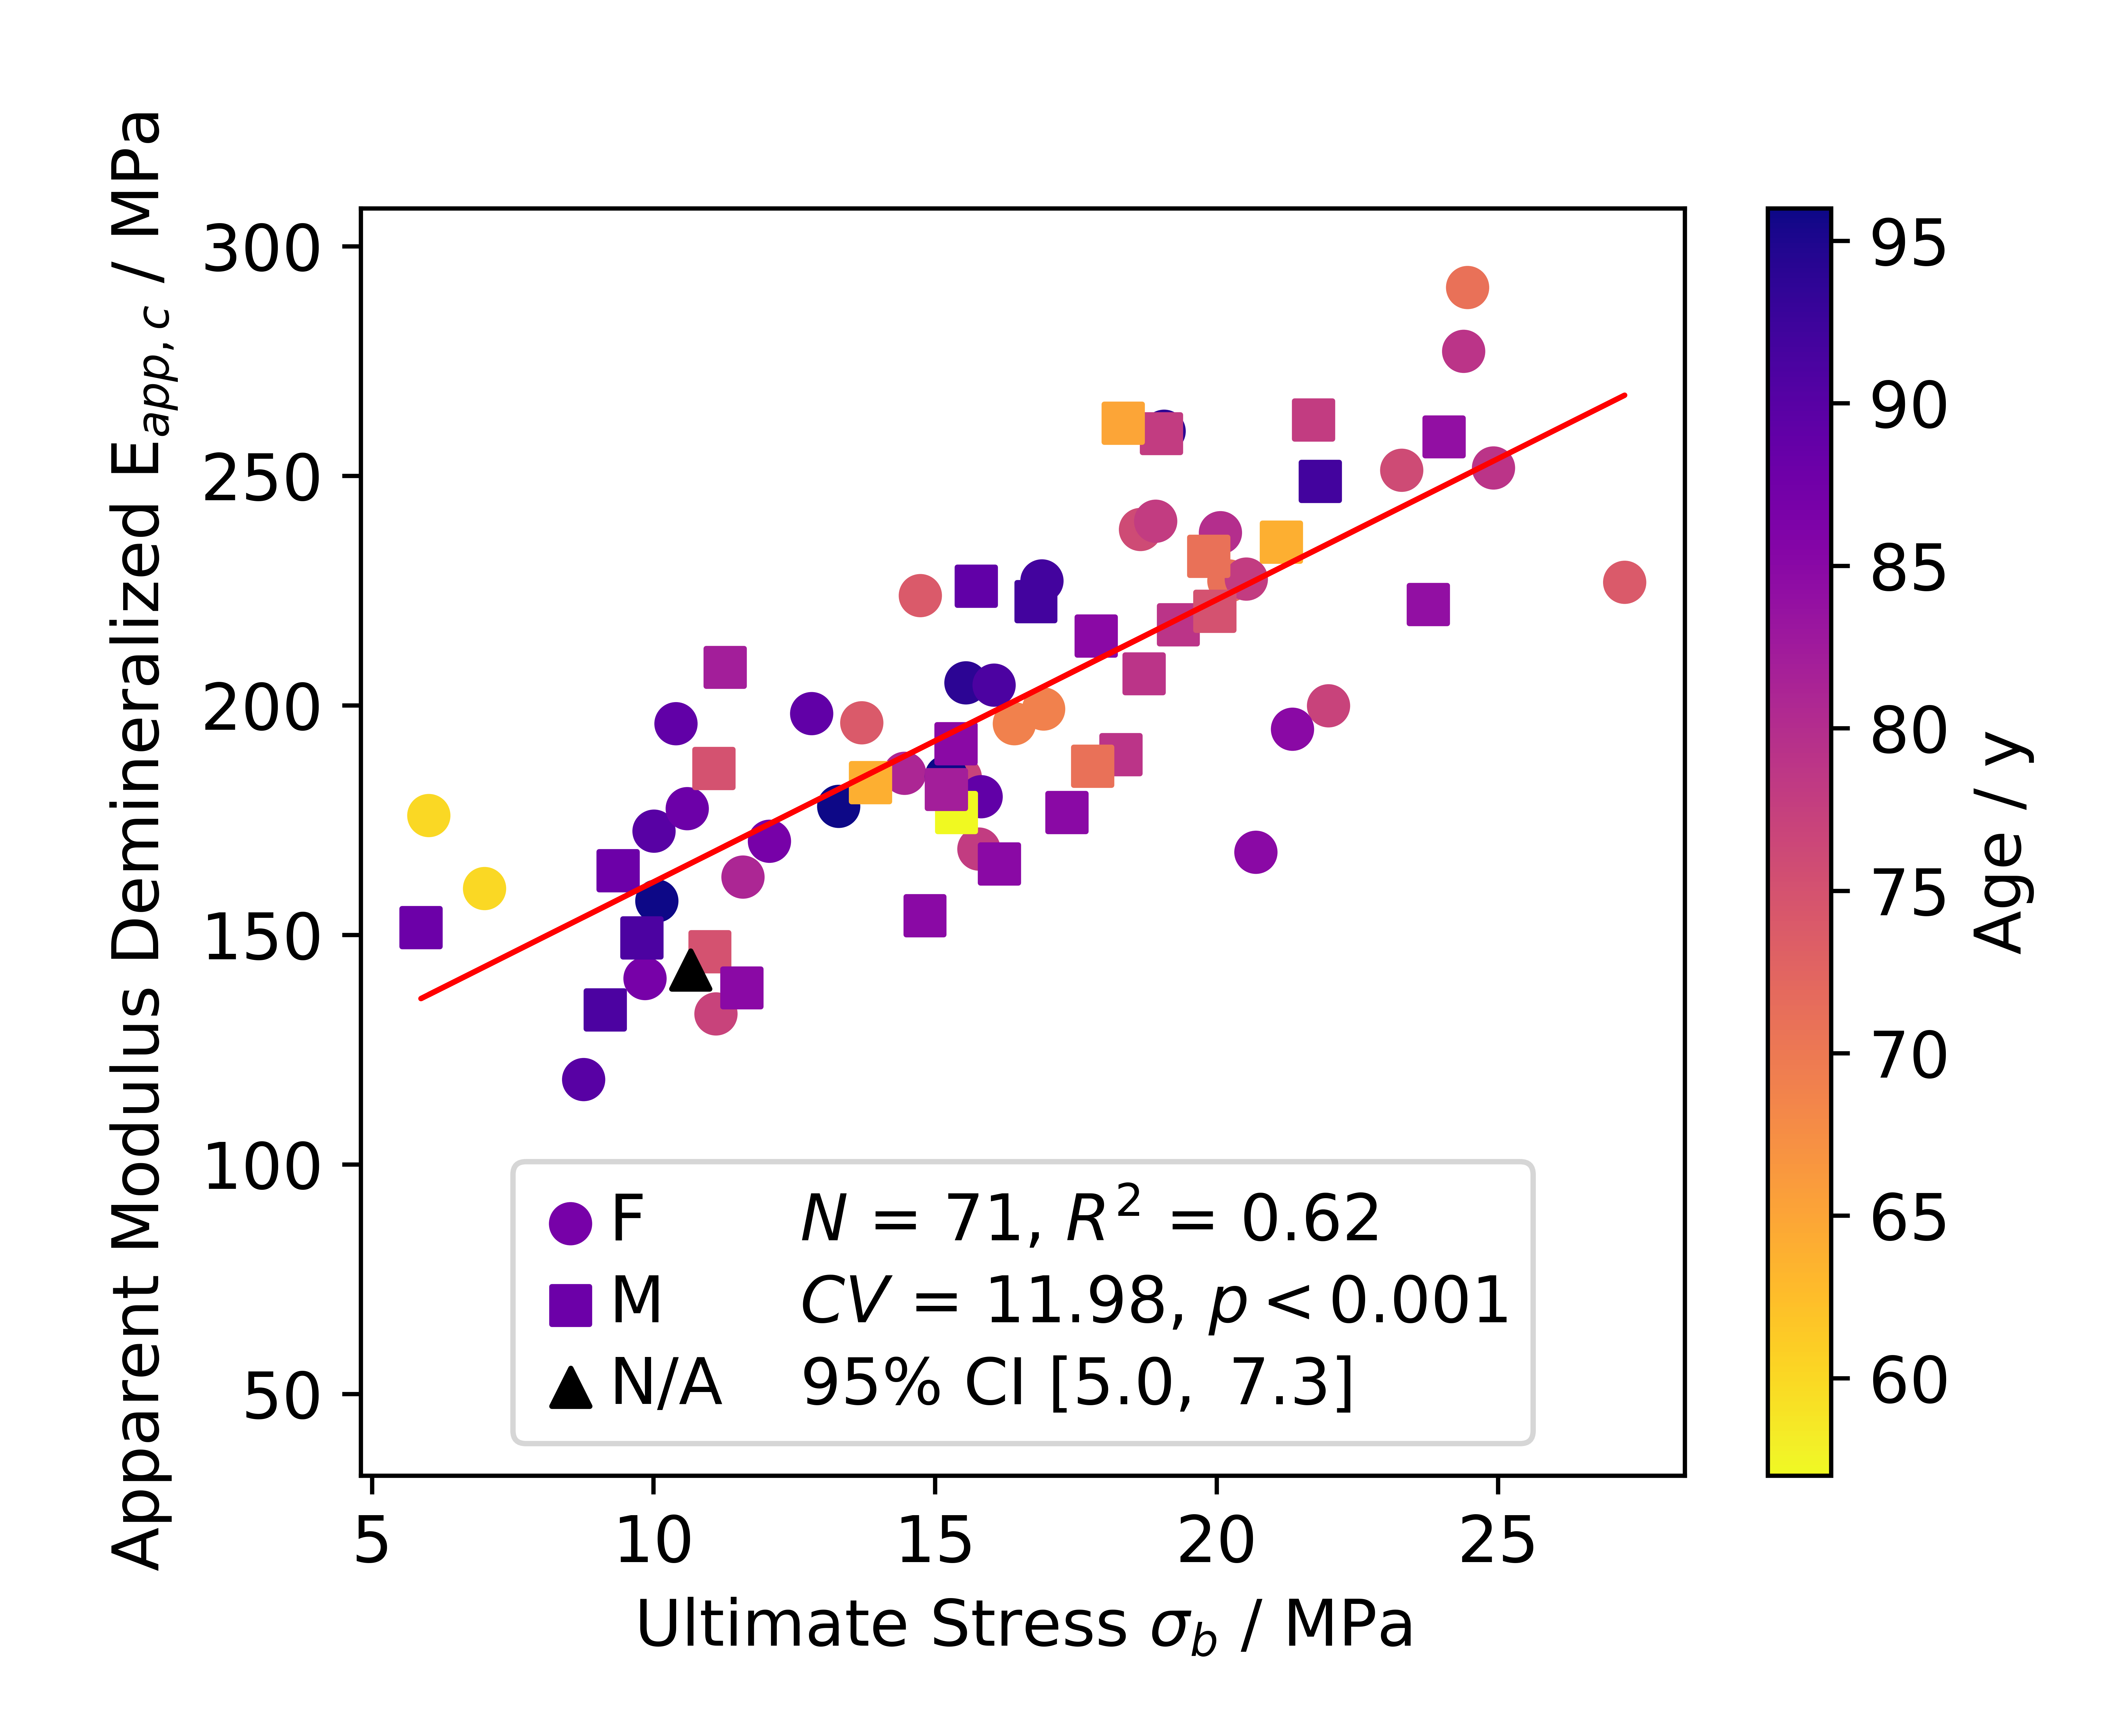 Apparent Modulus Demineralized E_{app, c} / MPa
300
250
200
150
100
50
F N = 71, R² = 0.62
M CV = 11.98, p < 0.001
N/A 95% CI [5.0, 7.3]
5 10 15 20 25
Ultimate Stress σ_b / MPa
95
90
85
80
75
70
65
60
Age / y